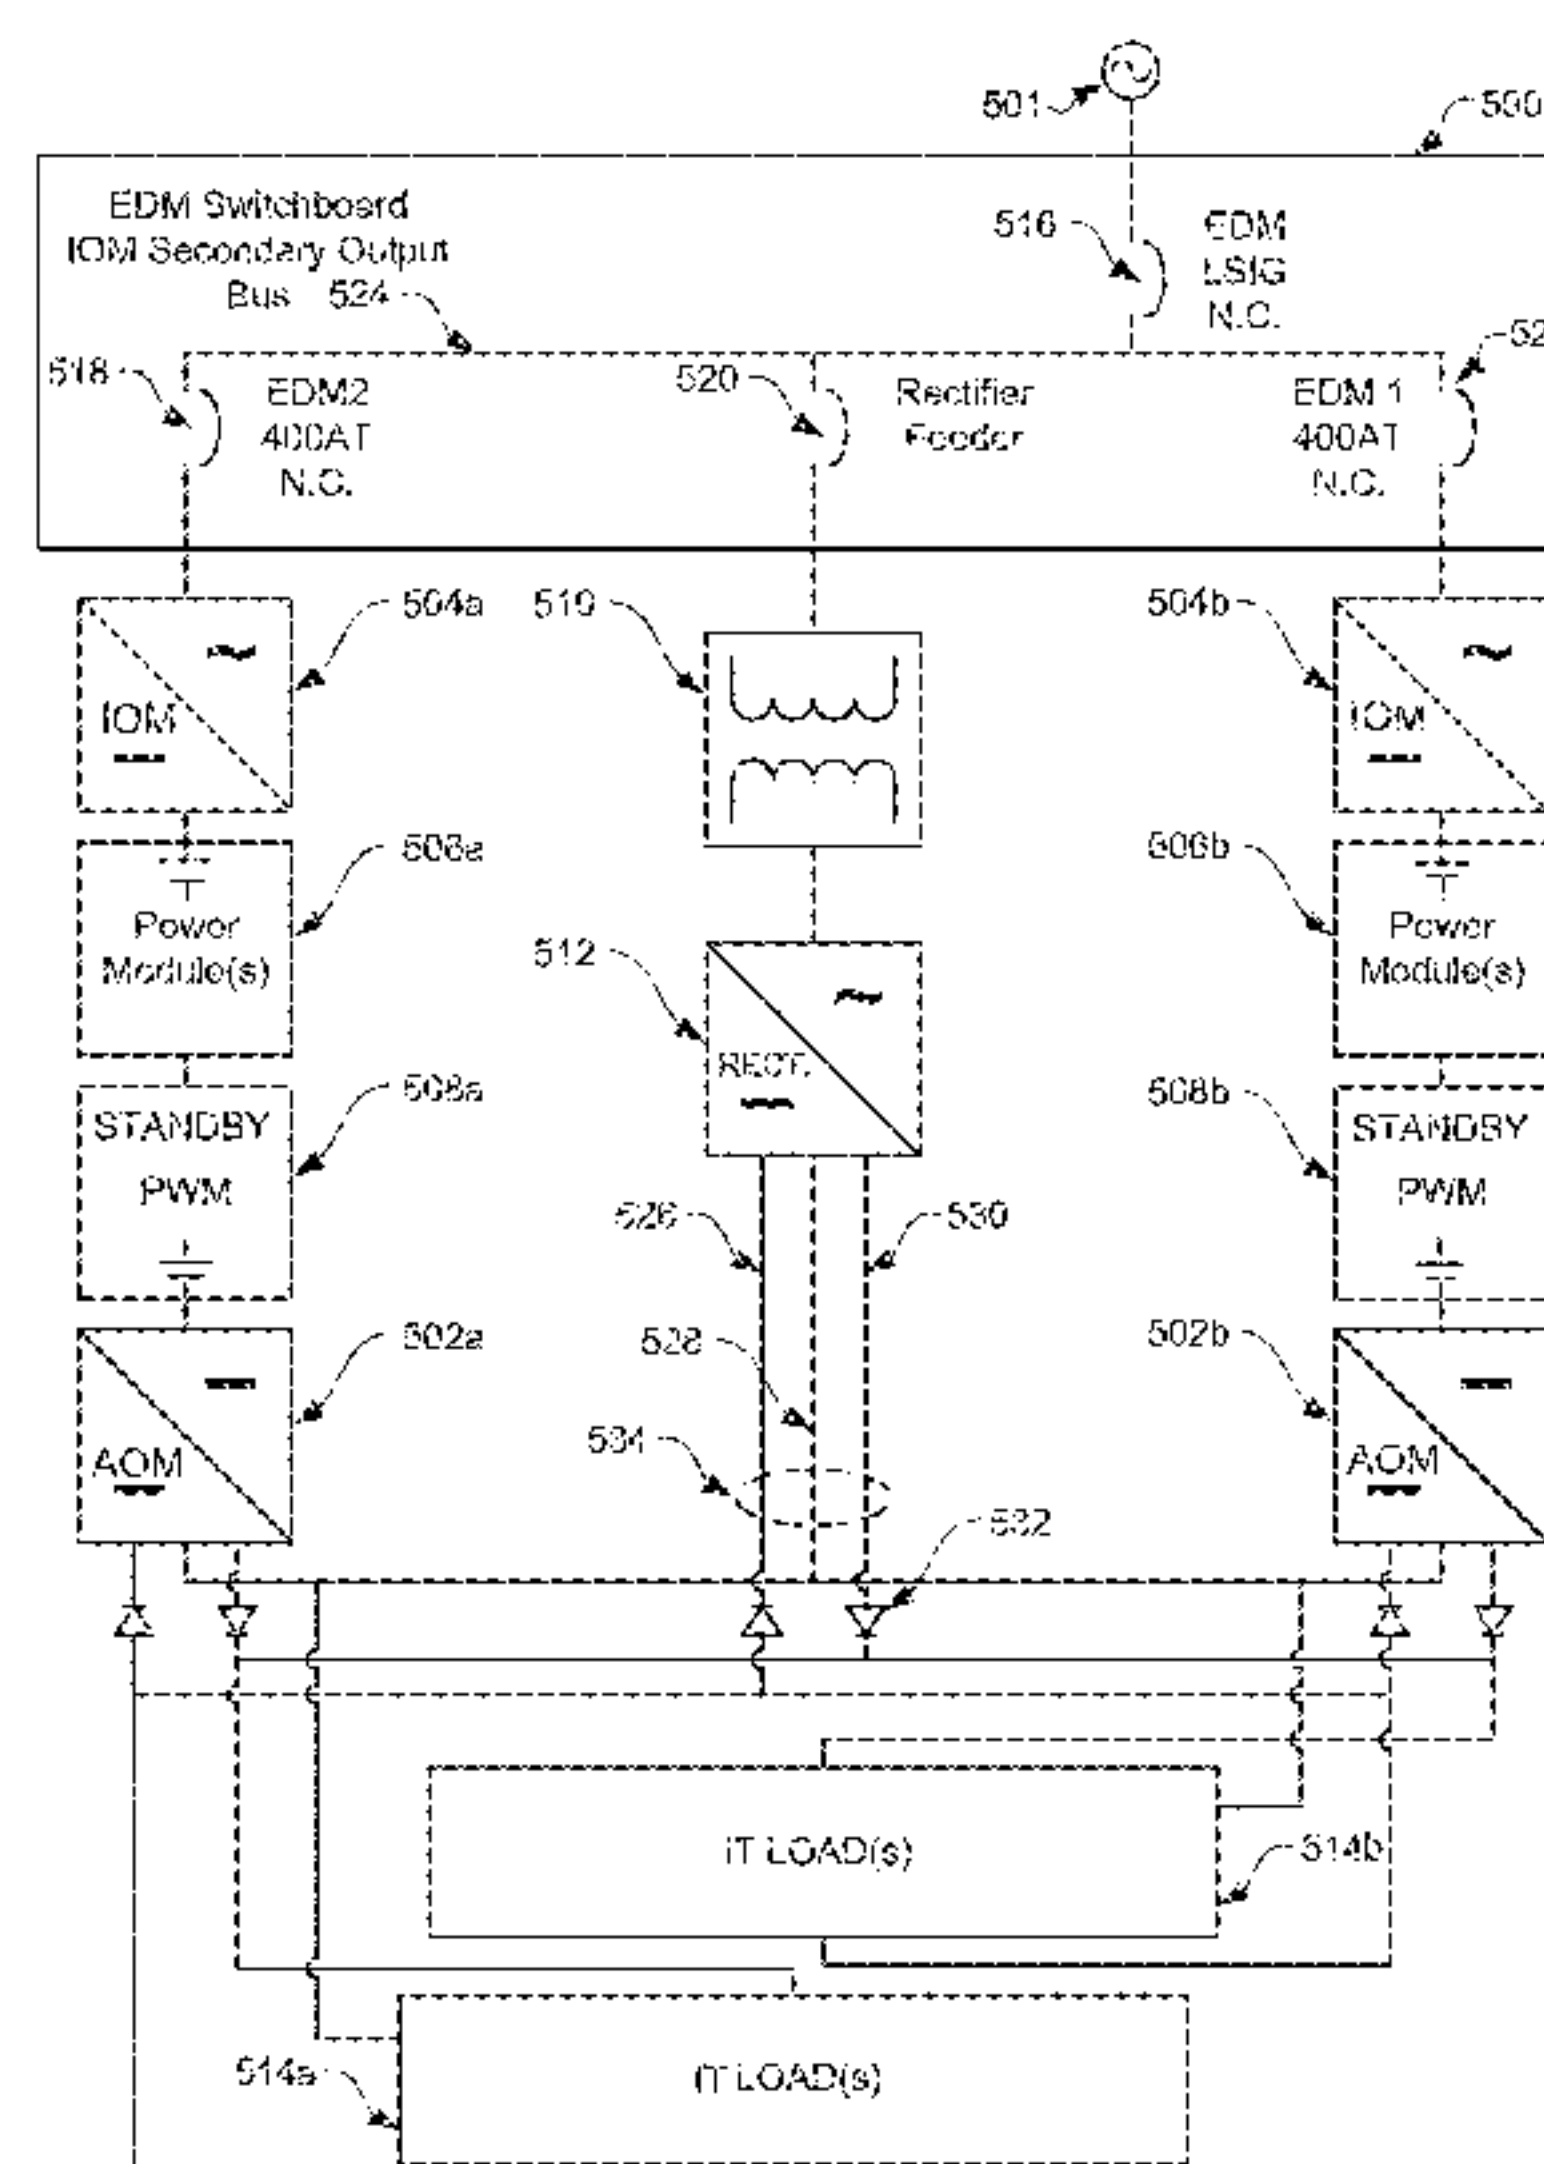 501
516
EDM
LSIG
N.C.
EDM Switchboard
IOM Secondary Output
Bus 524
518
EDM2
400AT
N.C.
520
Rectifier
Feeder
EDM 1
400AT
N.C.
504a
510
504b
IOM
IOM
506a
506b
Power
Module(s)
Power
Module(s)
512
RECT.
508a
508b
STANDBY
PWM
STANDBY
PWM
526
530
502a
528
502b
534
AOM
AOM
532
IT LOAD(s)
514b
514a
IT LOAD(s)